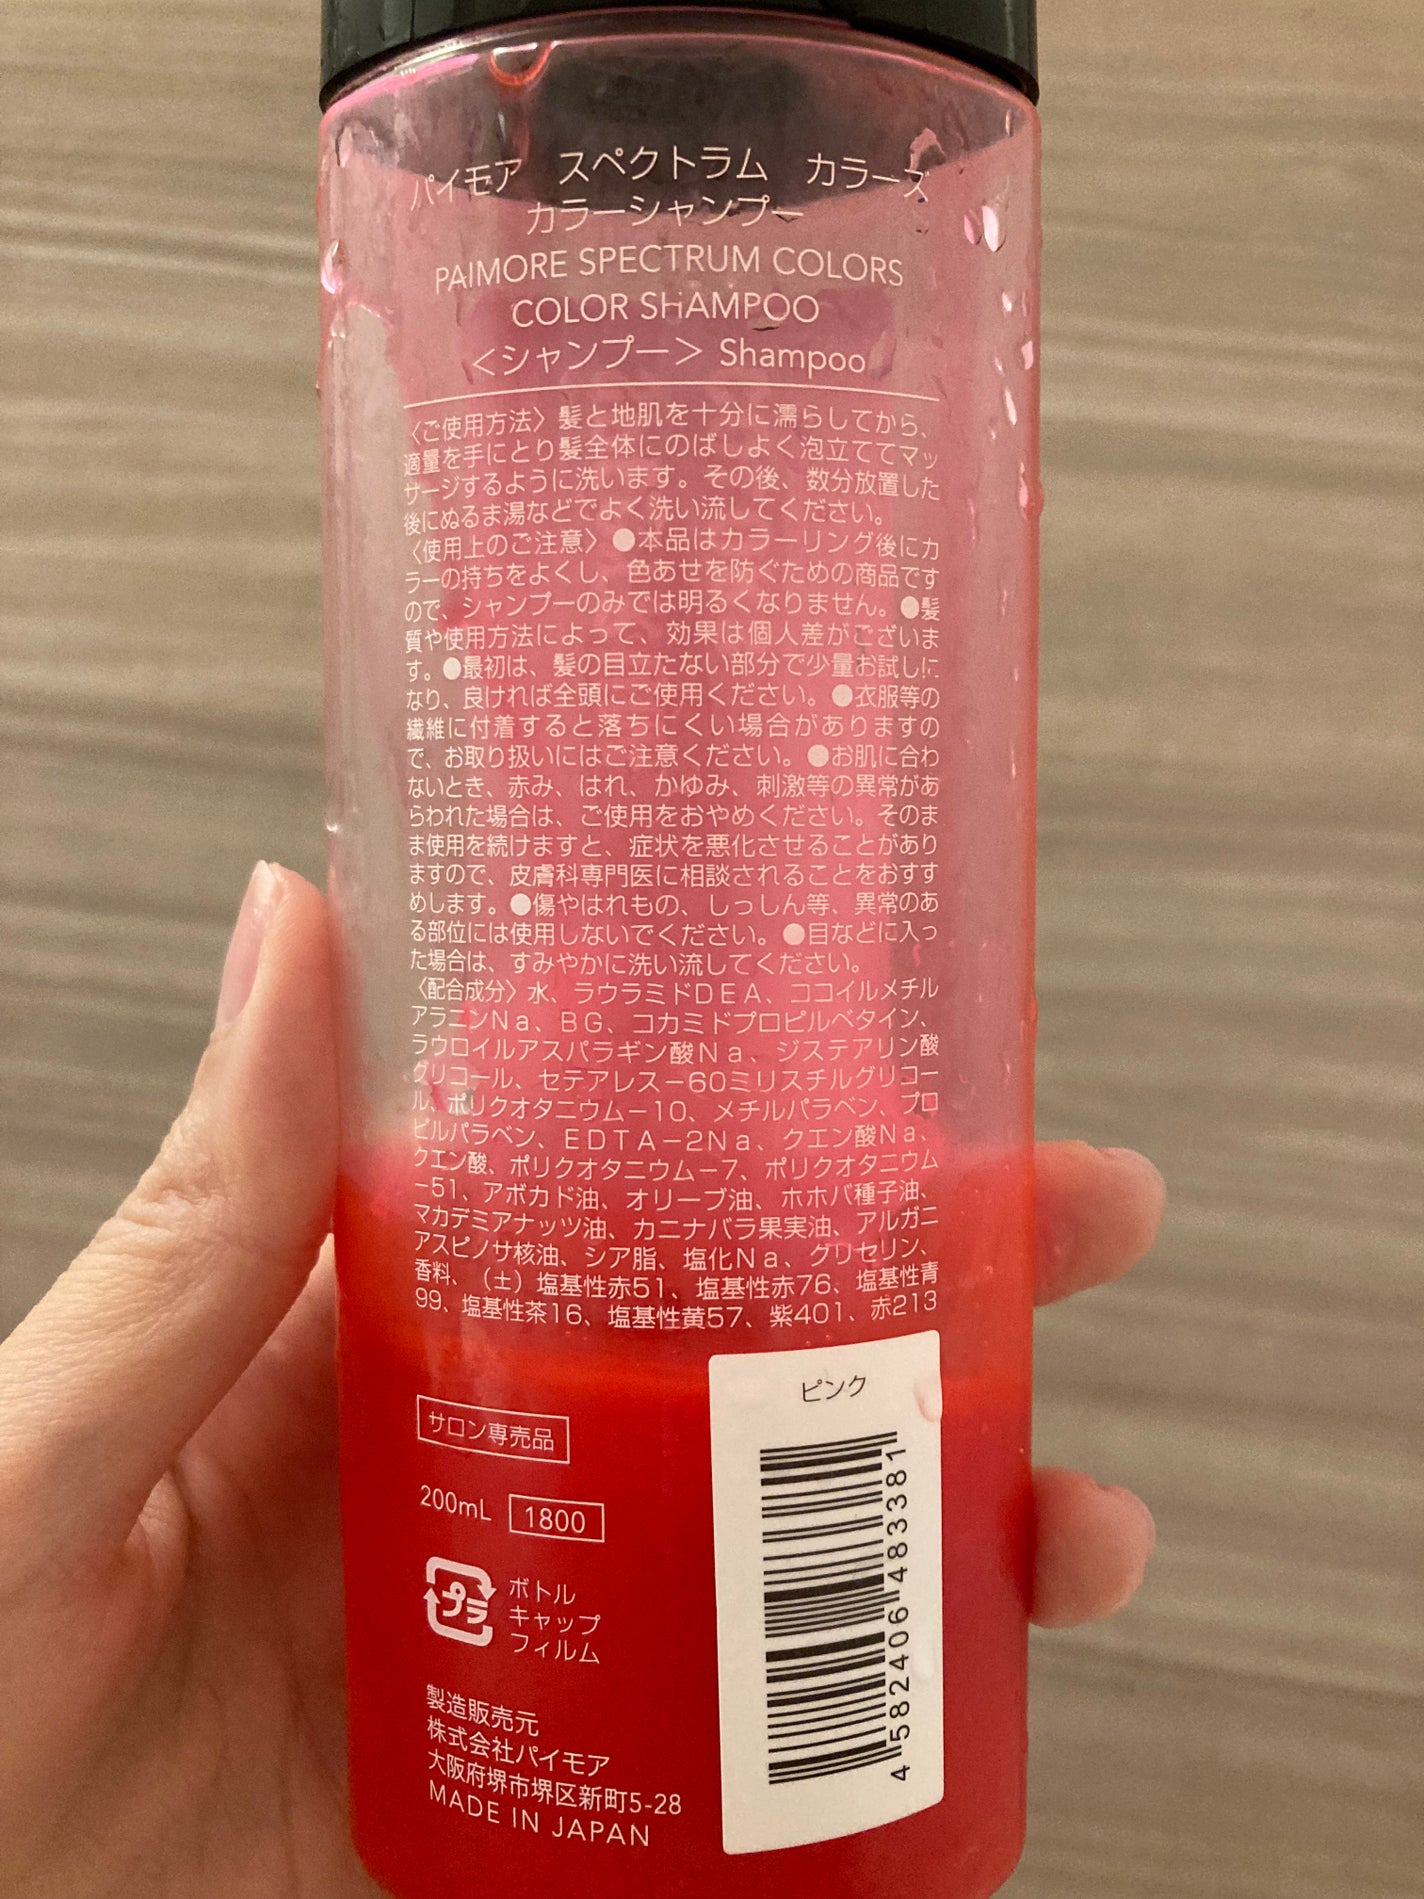 パイモア　スペクトラム　カラーズ
カラーシャンプー
PAIMORE SPECTRUM COLORS
COLOR SHAMPOO
＜シャンプー＞ Shampoo
〈ご使用方法〉髪と地肌を十分に濡らしてから、
適量を手にとり髪全体にのばしよく泡立ててマッ
サージするように洗います。その後、数分放置した
後にぬるま湯などでよく洗い流してください。
〈使用上のご注意〉●本品はカラーリング後にカ
ラーの持ちをよくし、色あせを防ぐための商品です
ので、シャンプーのみでは明るくなりません。●髪
質や使用方法によって、効果は個人差がございま
す。●最初は、髪の目立たない部分で少量お試しに
なり、良ければ全頭にご使用ください。●衣服等の
繊維に付着すると落ちにくい場合がありますの
で、お取り扱いにはご注意ください。●お肌に合わ
ないとき、赤み、はれ、かゆみ、刺激等の異常があ
らわれた場合は、ご使用をおやめください。そのま
ま使用を続けますと、症状を悪化させることがあり
ますので、皮膚科専門医に相談されることをおすす
めします。●傷やはれもの、しっしん等、異常のあ
る部位には使用しないでください。●目などに入っ
た場合は、すみやかに洗い流してください。
〈配合成分〉水、ラウラミドDEA、ココイルメチル
アラニンNa、BG、コカミドプロピルベタイン、
ラウロイルアスパラギン酸Na、ジステアリン酸
グリコール、セテアレス－60ミリスチルグリコー
ル、ポリクオタニウム－10、メチルパラベン、プロ
ピルパラベン、EDTA－2Na、クエン酸Na、
クエン酸、ポリクオタニウム－7、ポリクオタニウム
－51、アボカド油、オリーブ油、ホホバ種子油、
マカデミアナッツ油、カニナバラ果実油、アルガニ
アスピノサ核油、シア脂、塩化Na、グリセリン、
香料、（±）塩基性赤51、塩基性赤76、塩基性青
99、塩基性茶16、塩基性黄57、紫401、赤213
ピンク
サロン専売品
200mL 1800
プラ
ボトル
キャップ
フィルム
4582406483381
製造販売元
株式会社パイモア
大阪府堺市堺区新町5-28
MADE IN JAPAN